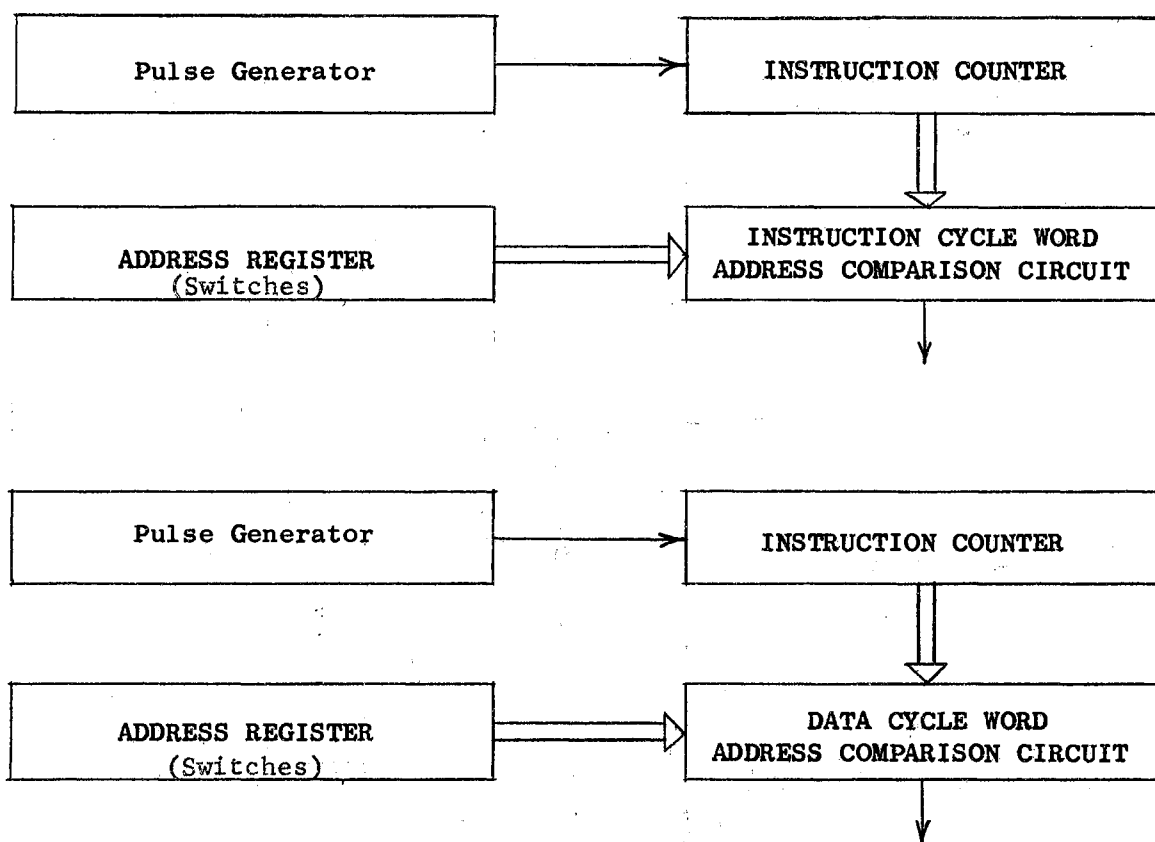 Pulse Generator
INSTRUCTION COUNTER
ADDRESS REGISTER
(Switches)
INSTRUCTION CYCLE WORD
ADDRESS COMPARISON CIRCUIT
Pulse Generator
INSTRUCTION COUNTER
ADDRESS REGISTER
(Switches)
DATA CYCLE WORD
ADDRESS COMPARISON CIRCUIT